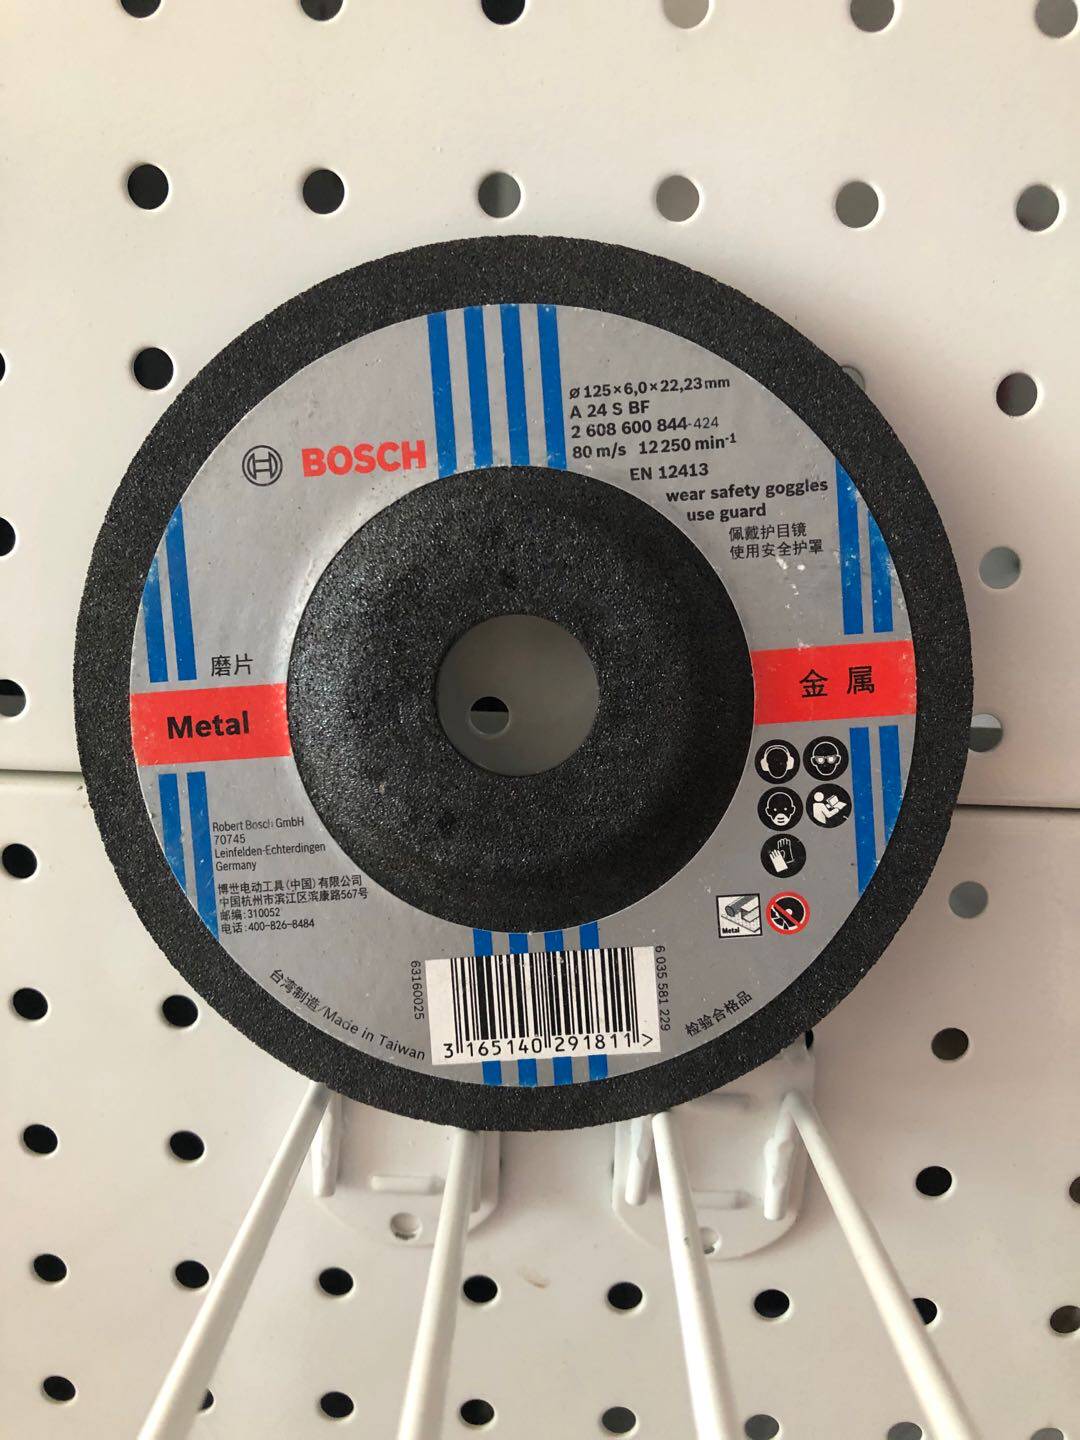 BOSCH
ø 125×6,0×22,23 mm
A 24 S BF
2 608 600 844-424
80 m/s 12 250 min⁻¹
EN 12413
wear safety goggles
use guard
佩戴护目镜
使用安全护罩
磨片
Metal
金属
Robert Bosch GmbH
70745
Leinfelden-Echterdingen
Germany
博世电动工具(中国)有限公司
中国杭州市滨江区滨康路567号
邮编:310052
电话:400-826-8484
Metal
台湾制造/Made in Taiwan
63160025
3 165140 291811 >
6 035 581 229
检验合格品